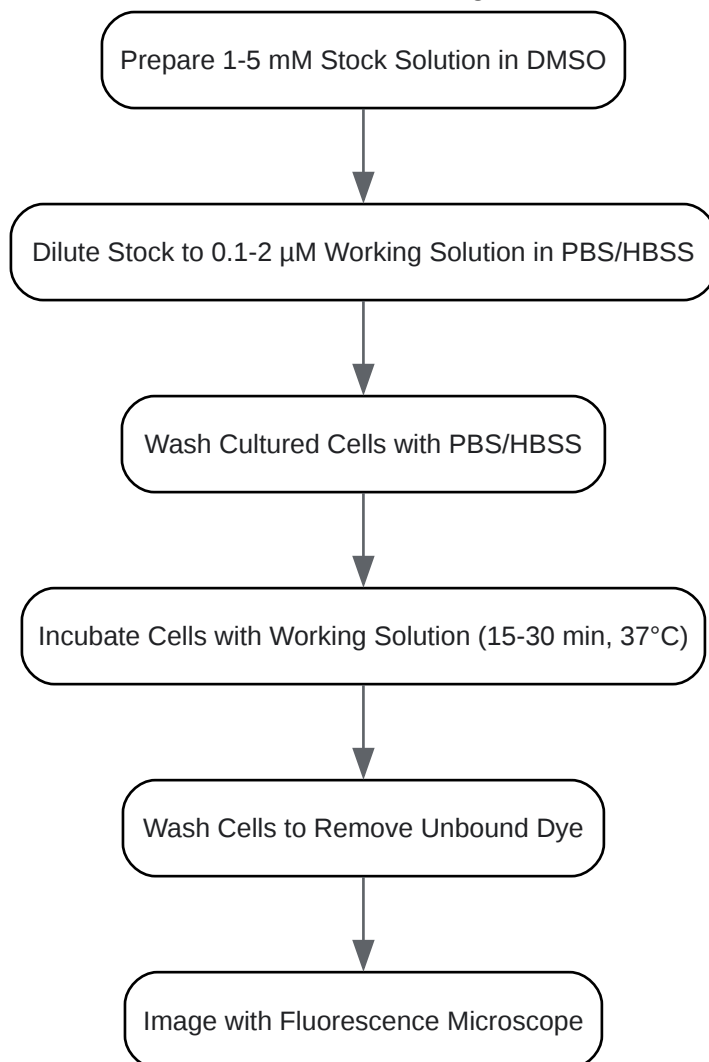 Prepare 1-5 mM Stock Solution in DMSO
Dilute Stock to 0.1-2 µM Working Solution in PBS/HBSS
Wash Cultured Cells with PBS/HBSS
Incubate Cells with Working Solution (15-30 min, 37°C)
Wash Cells to Remove Unbound Dye
Image with Fluorescence Microscope